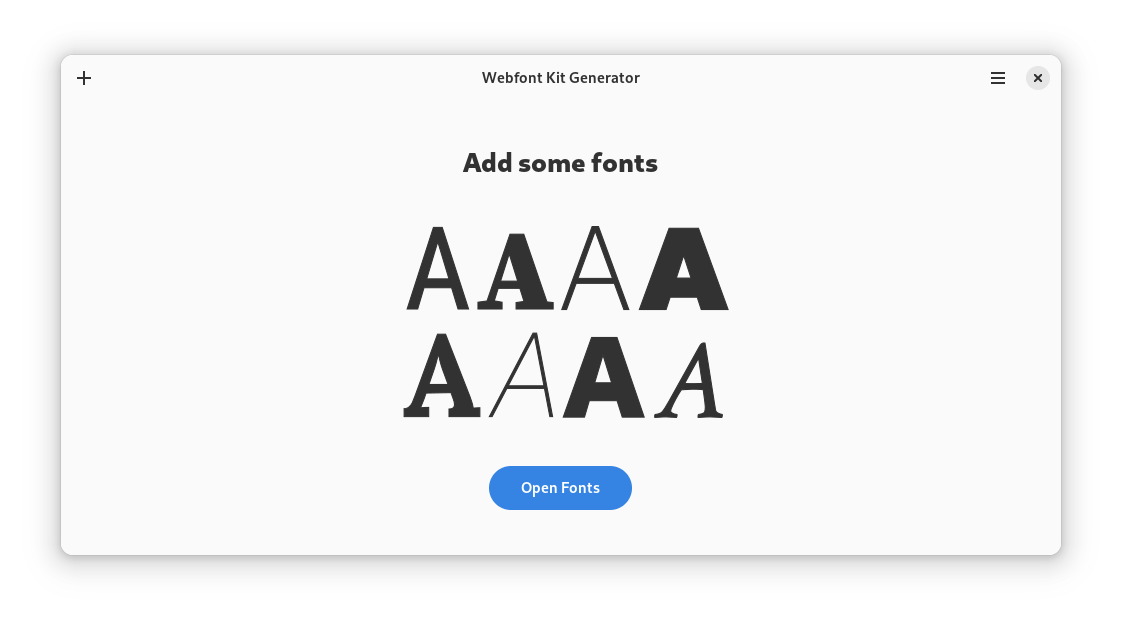 Webfont Kit Generator
Add some fonts
A A A A
A A A A
Open Fonts